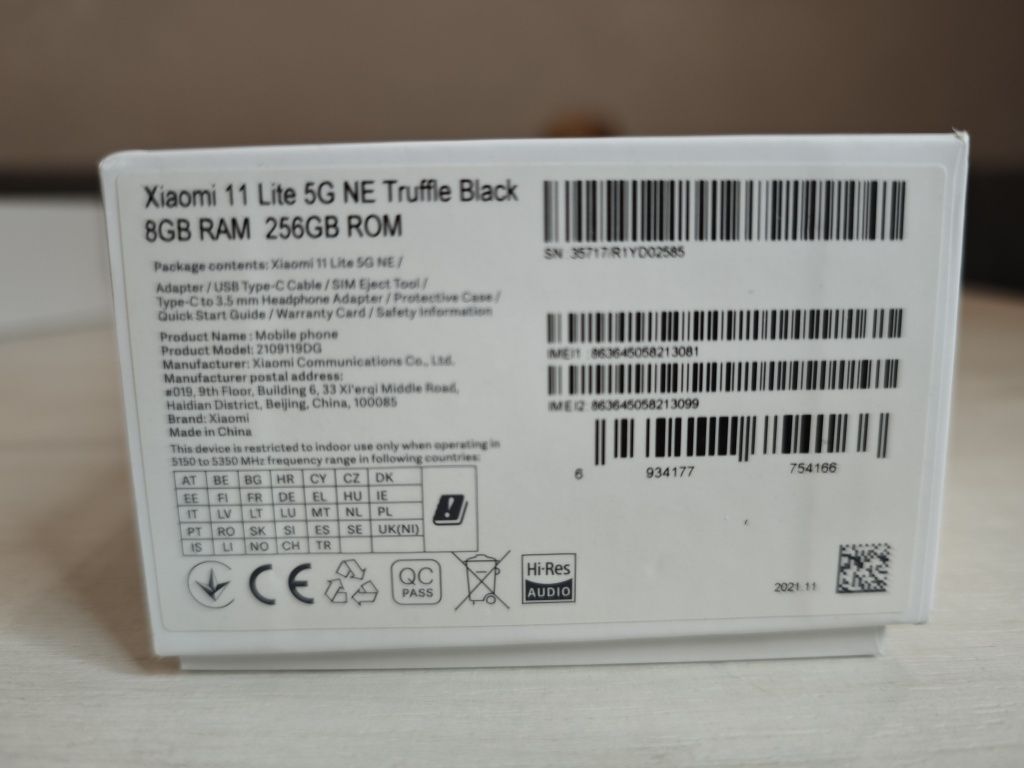 Xiaomi 11 Lite 5G NE Truffle Black
8GB RAM 256GB ROM
Package contents: Xiaomi 11 Lite 5G NE /
Adapter / USB Type-C Cable / SIM Eject Tool /
Type-C to 3.5 mm Headphone Adapter / Protective Case /
Quick Start Guide / Warranty Card / Safety Information
Product Name : Mobile phone
Product Model: 2109119DG
Manufacturer: Xiaomi Communications Co., Ltd.
Manufacturer postal address:
#019, 9th Floor, Building 6, 33 Xi'erqi Middle Road,
Haidian District, Beijing, China, 100085
Brand: Xiaomi
Made in China
This device is restricted to indoor use only when operating in
5150 to 5350 MHz frequency range in following countries:
AT BE BG HR CY CZ DK
EE FI FR DE EL HU IE
IT LV LT LU MT NL PL
PT RO SK SI ES SE UK(NI)
IS LI NO CH TR
CE
QC
PASS
Hi-Res
AUDIO
SN 35717/R1YD02585
IMEI1 863645058213081
IMEI2 863645058213099
6 934177 754166
2021.11